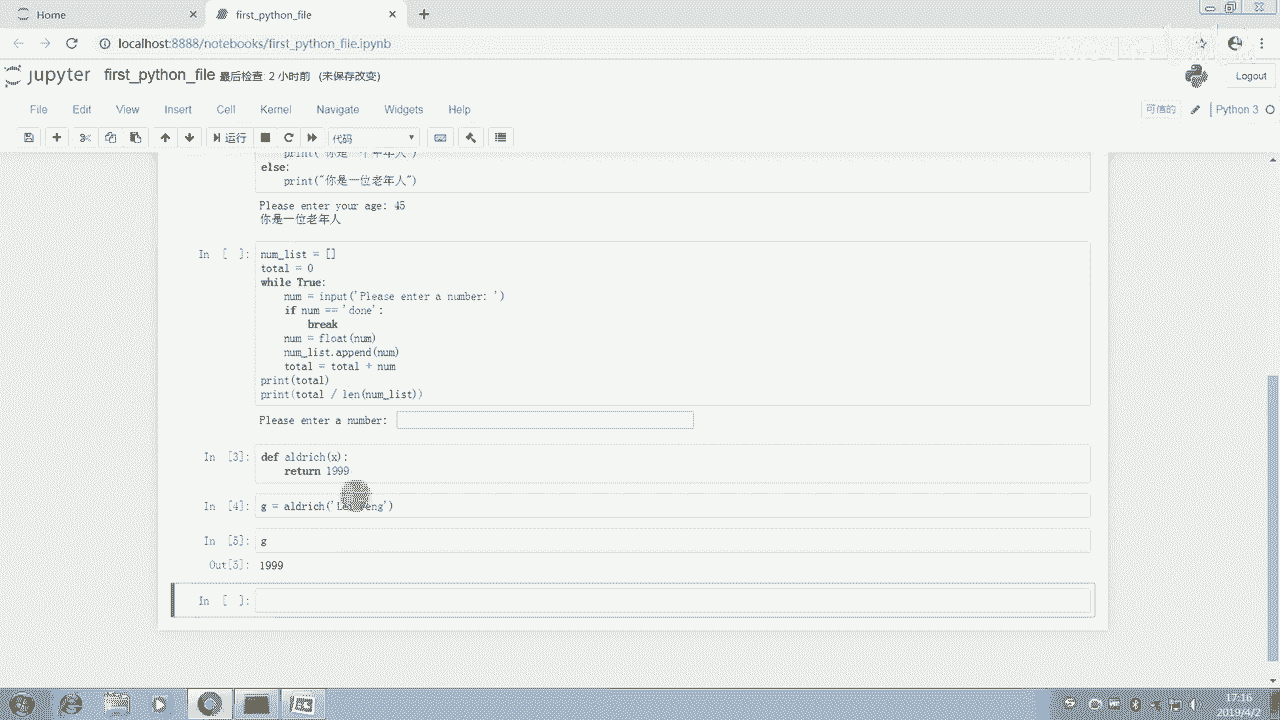 Home
first_python_file
localhost:8888/notebooks/first_python_file.ipynb
jupyter first_python_file 最后检查: 2 小时前 (未保存改变)
Logout
File Edit View Insert Cell Kernel Navigate Widgets Help
可信的 Python 3
运行 代码
else:
print("你是一位老年人")
Please enter your age: 45
你是一位老年人
In [ ]: num_list = []
total = 0
while True:
num = input('Please enter a number: ')
if num == 'done':
break
num = float(num)
num_list.append(num)
total = total + num
print(total)
print(total / len(num_list))
Please enter a number:
In [3]: def aldrich(x):
return 1999
In [4]: g = aldrich(
In [5]: g
Out[5]: 1999
In [ ]:
17:16
2019/4/2